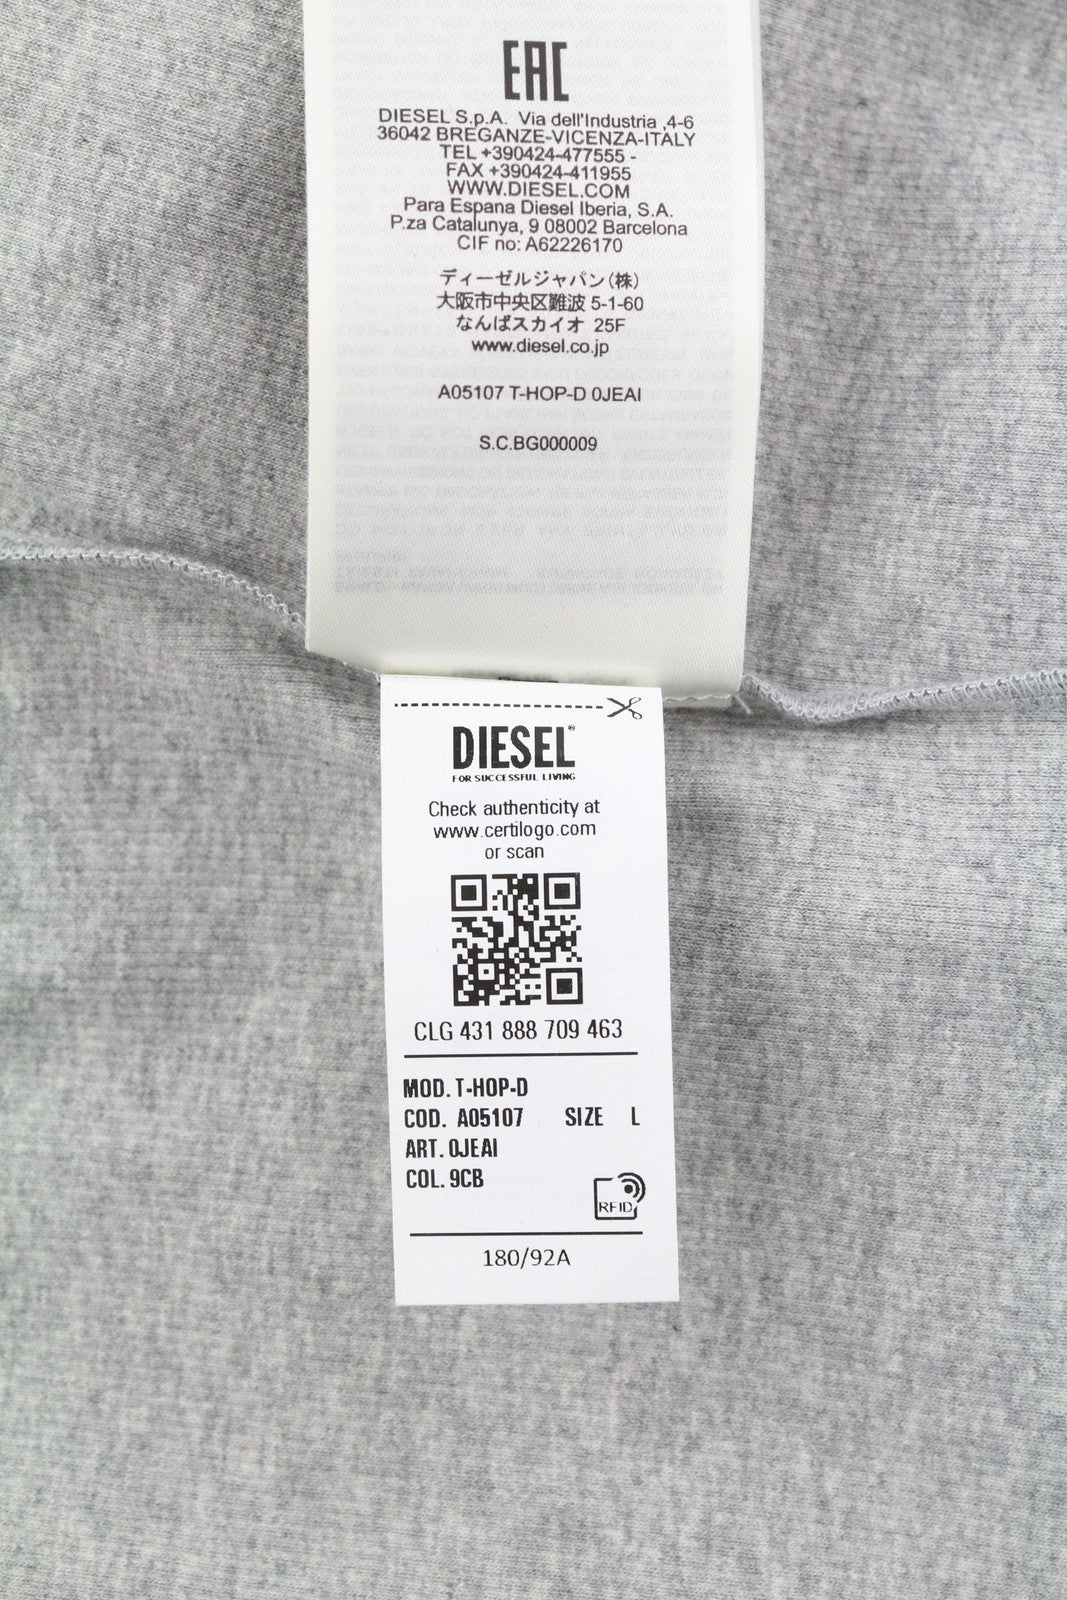 EAC
DIESEL S.p.A. Via dell'Industria ,4-6
36042 BREGANZE-VICENZA-ITALY
TEL +390424-477555 -
FAX +390424-411955
WWW.DIESEL.COM
Para Espana Diesel Iberia, S.A.
P.za Catalunya, 9 08002 Barcelona
CIF no: A62226170
ディーゼルジャパン(株)
大阪市中央区難波 5-1-60
なんばスカイオ 25F
www.diesel.co.jp
A05107 T-HOP-D 0JEAI
S.C.BG000009
DIESEL®
FOR SUCCESSFUL LIVING
Check authenticity at
www.certilogo.com
or scan
CLG 431 888 709 463
MOD. T-HOP-D
COD. A05107 SIZE L
ART. 0JEAI
COL. 9CB
RFID
180/92A